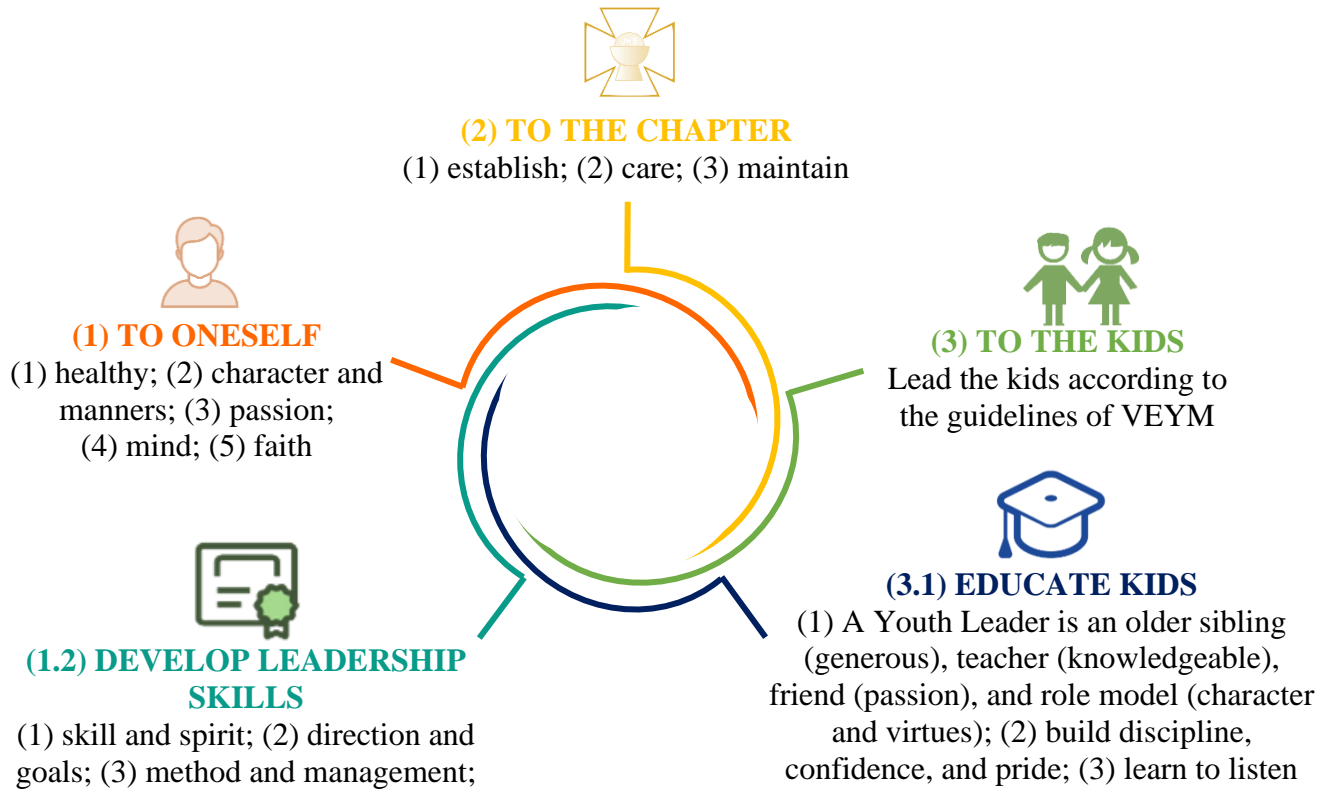 (2) TO THE CHAPTER
(1) establish; (2) care; (3) maintain
(1) TO ONESELF
(1) healthy; (2) character and
manners; (3) passion;
(4) mind; (5) faith
(3) TO THE KIDS
Lead the kids according to
the guidelines of VEYM
(1.2) DEVELOP LEADERSHIP
SKILLS
(1) skill and spirit; (2) direction and
goals; (3) method and management;
(3.1) EDUCATE KIDS
(1) A Youth Leader is an older sibling
(generous), teacher (knowledgeable),
friend (passion), and role model (character
and virtues); (2) build discipline,
confidence, and pride; (3) learn to listen